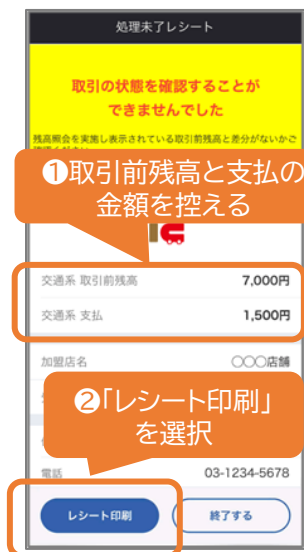 処理未了レシート
取引の状態を確認することが
できませんでした
残高照会を実施し表示されている取引前残高と差分がないかご
❶取引前残高と支払の
金額を控える
交通系 取引前残高 7,000円
交通系 支払 1,500円
加盟店名 〇〇〇店舗
❷「レシート印刷」
を選択
電話 03-1234-5678
レシート印刷 終了する